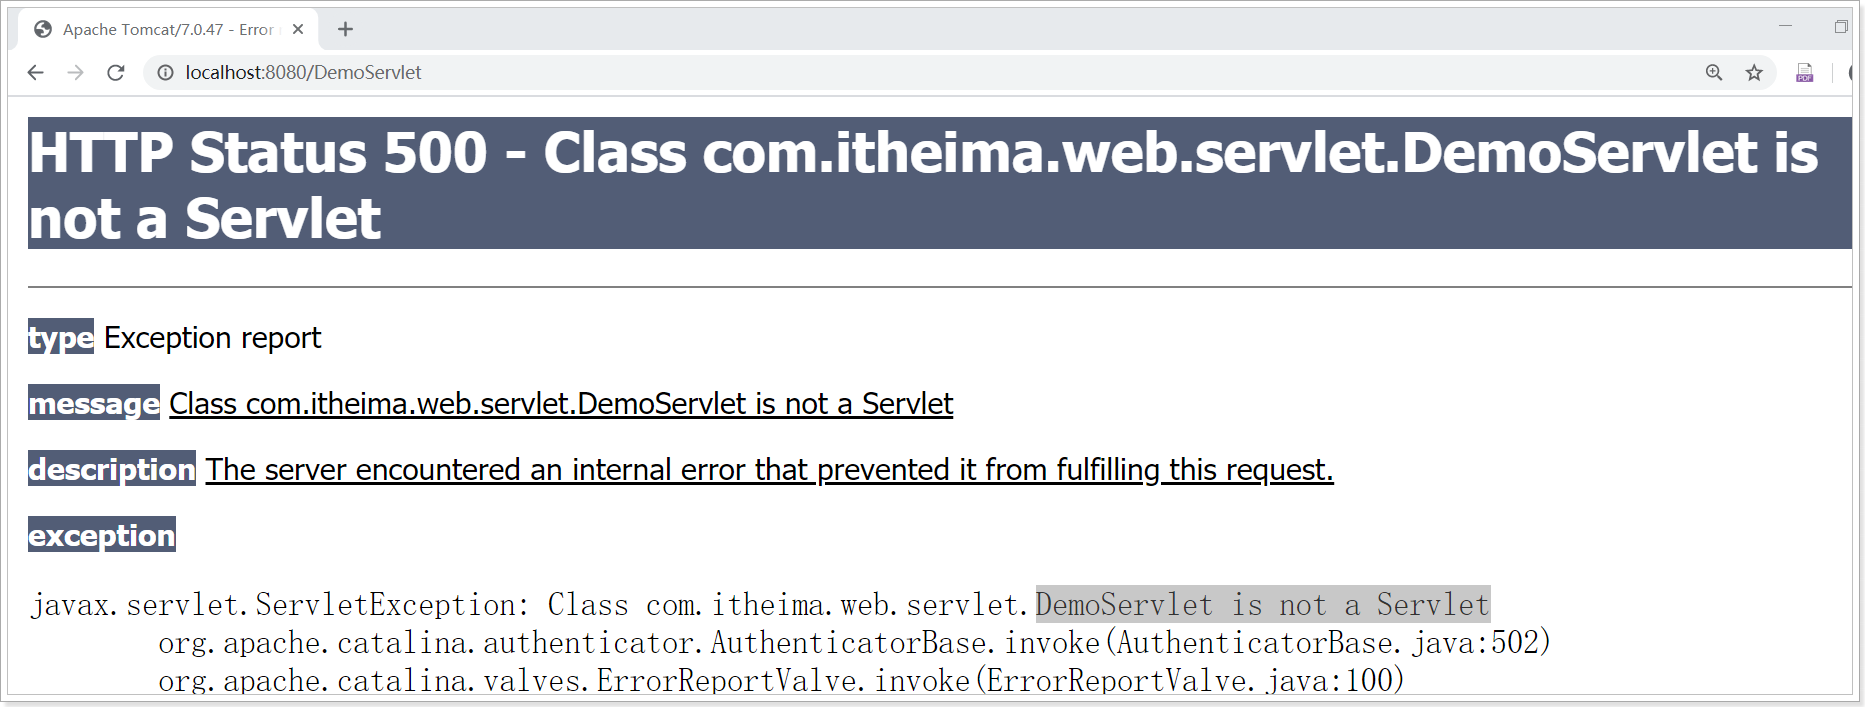 Apache Tomcat/7.0.47 - Error
localhost:8080/DemoServlet
PDF
HTTP Status 500 - Class com.itheima.web.servlet.DemoServlet is
not a Servlet
type Exception report
message Class com.itheima.web.servlet.DemoServlet is not a Servlet
description The server encountered an internal error that prevented it from fulfilling this request.
exception
javax.servlet.ServletException: Class com.itheima.web.servlet.DemoServlet is not a Servlet
org.apache.catalina.authenticator.AuthenticatorBase.invoke(AuthenticatorBase.java:502)
org.apache.catalina.valves.ErrorReportValve.invoke(ErrorReportValve.java:100)